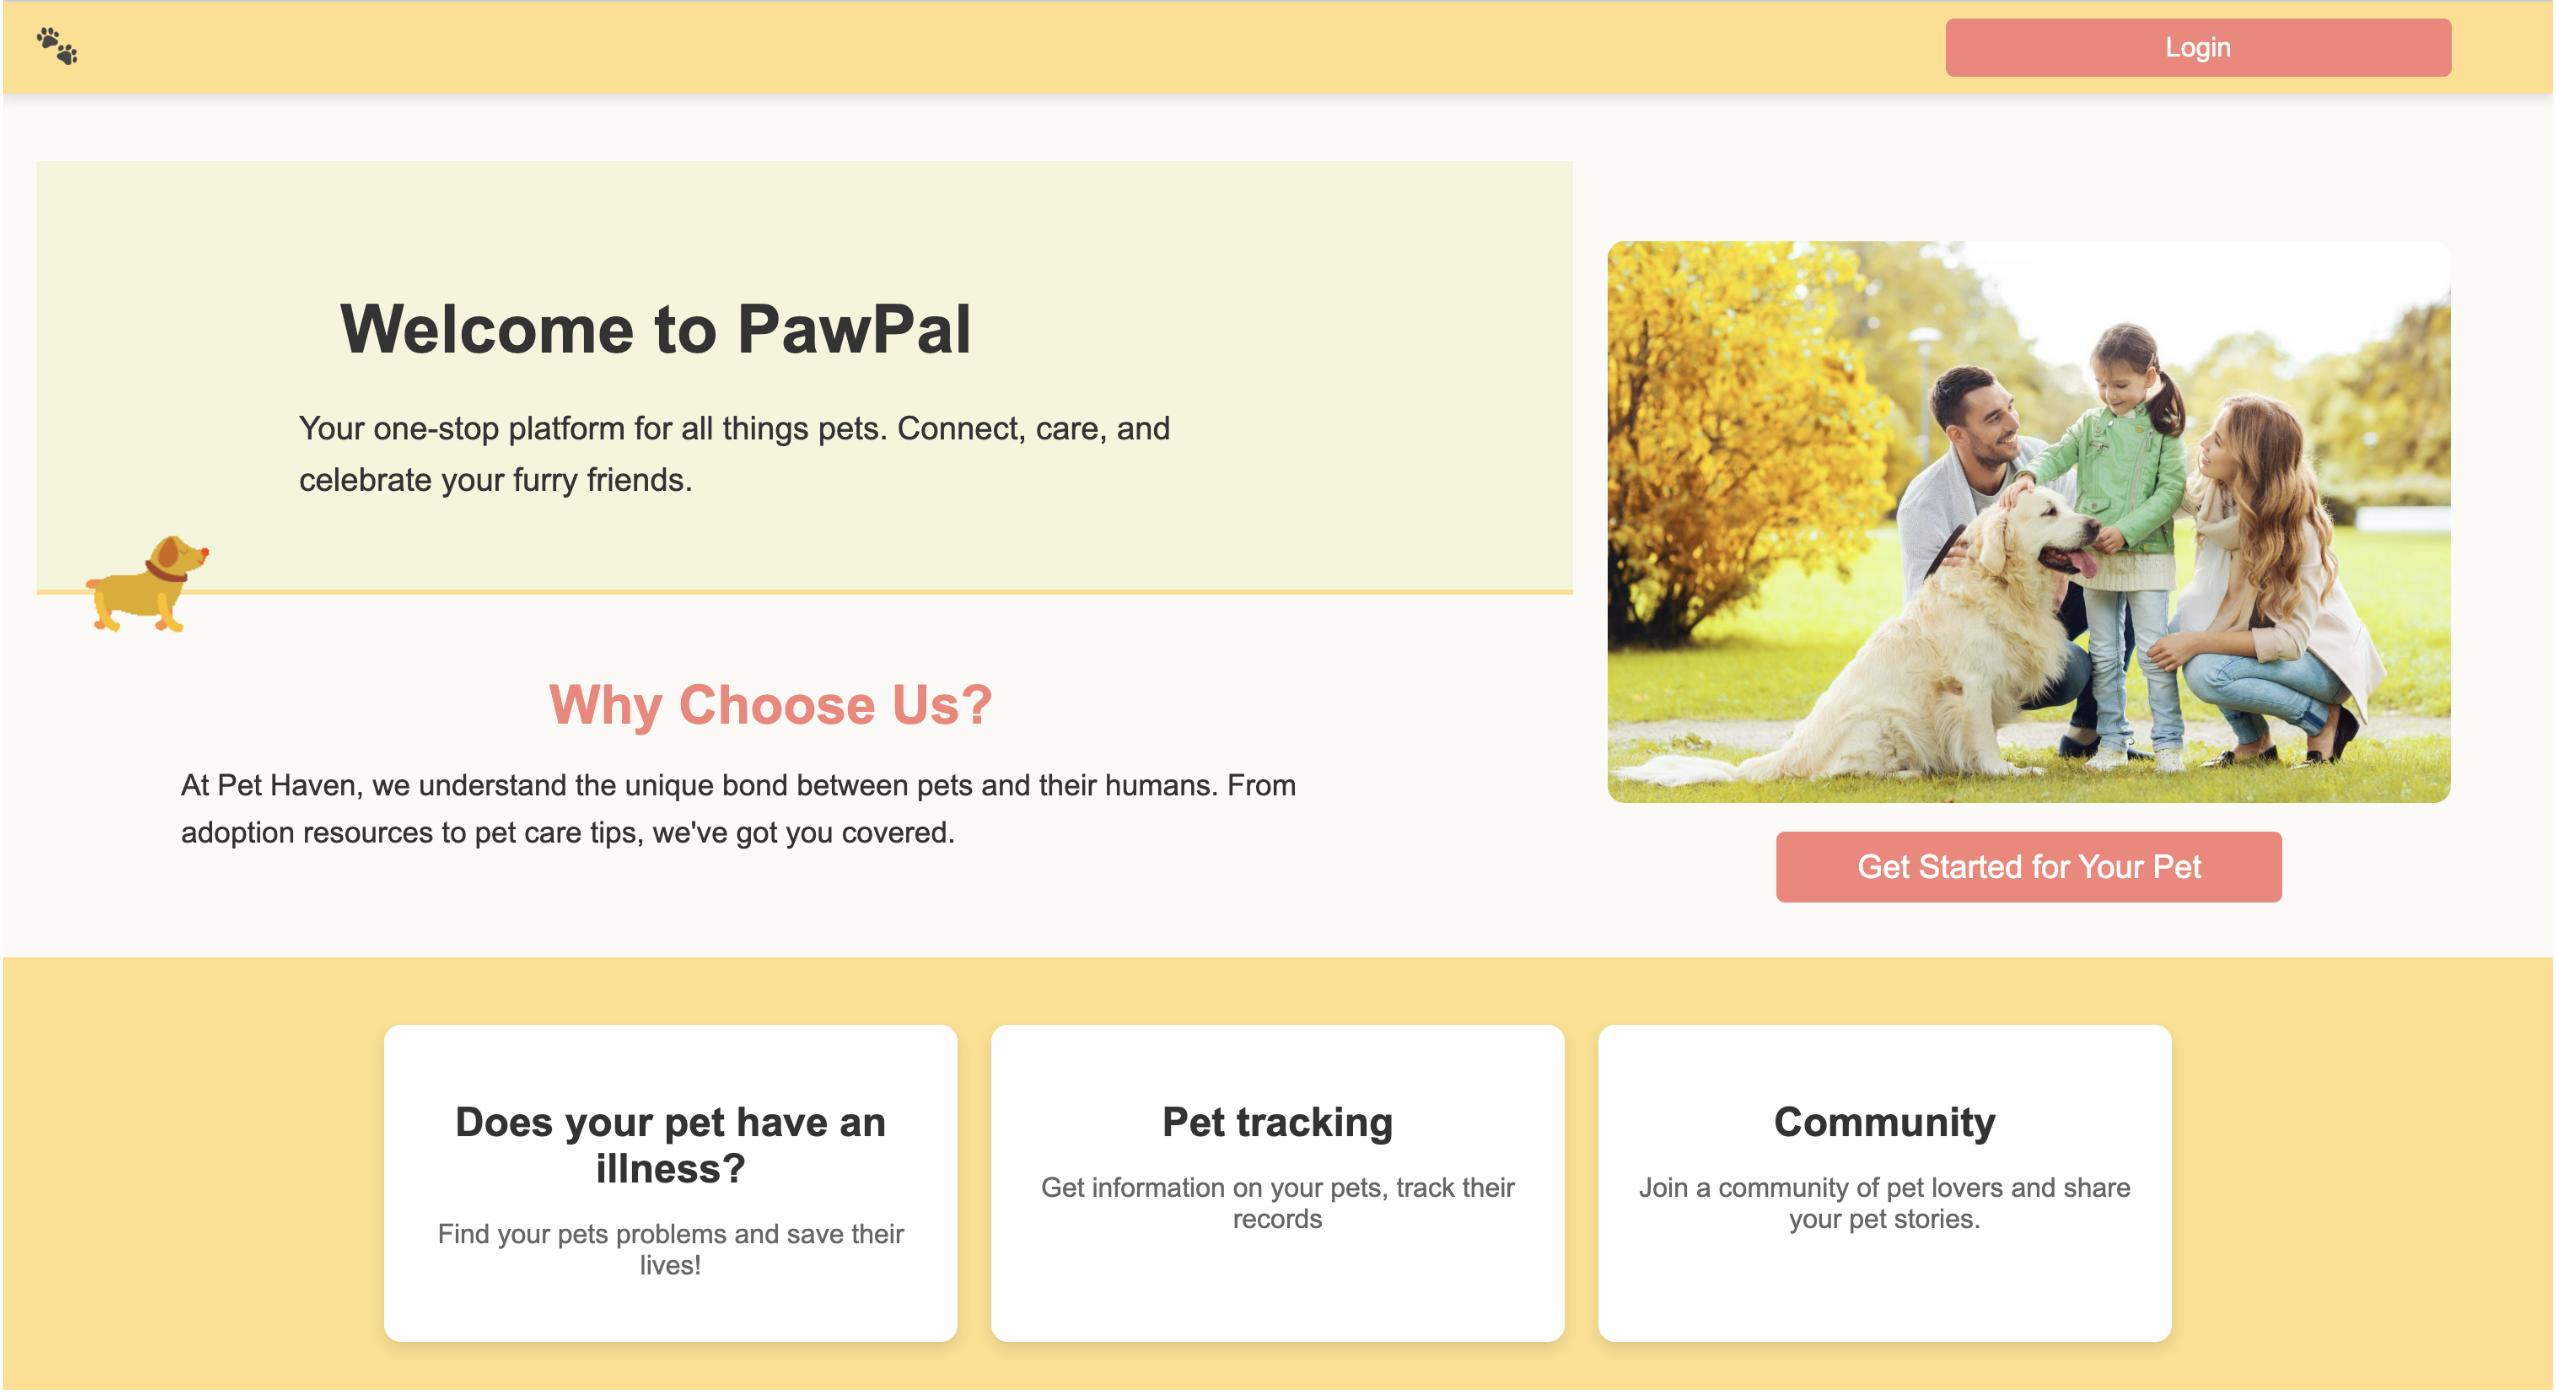 Login
Welcome to PawPal
Your one-stop platform for all things pets. Connect, care, and
celebrate your furry friends.
Why Choose Us?
At Pet Haven, we understand the unique bond between pets and their humans. From
adoption resources to pet care tips, we've got you covered.
Get Started for Your Pet
Does your pet have an
illness?
Find your pets problems and save their
lives!
Pet tracking
Get information on your pets, track their
records
Community
Join a community of pet lovers and share
your pet stories.